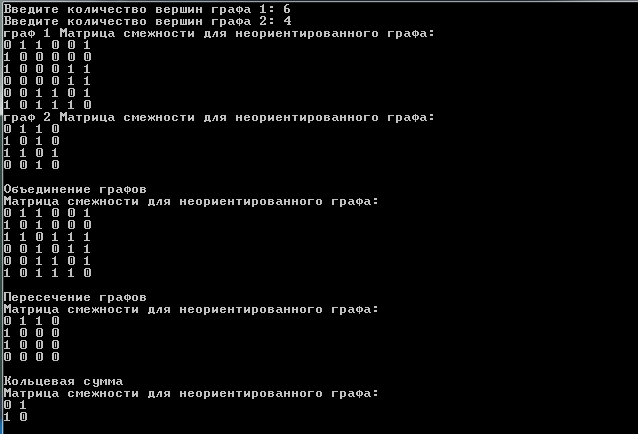 Введите количество вершин графа 1: 6
Введите количество вершин графа 2: 4
граф 1 Матрица смежности для неориентированного графа:
0 1 1 0 0 1
1 0 0 0 0 0
1 0 0 0 1 1
0 0 0 0 1 1
0 0 1 1 0 1
1 0 1 1 1 0
граф 2 Матрица смежности для неориентированного графа:
0 1 1 0
1 0 1 0
1 1 0 1
0 0 1 0
Объединение графов
Матрица смежности для неориентированного графа:
0 1 1 0 0 1
1 0 1 0 0 0
1 1 0 1 1 1
0 0 1 0 1 1
0 0 1 1 0 1
1 0 1 1 1 0
Пересечение графов
Матрица смежности для неориентированного графа:
0 1 1 0
1 0 0 0
1 0 0 0
0 0 0 0
Кольцевая сумма
Матрица смежности для неориентированного графа:
0 1
1 0